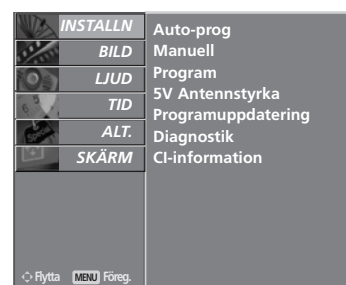 INSTALLN
BILD
LJUD
TID
ALT.
SKÄRM
Auto-prog
Manuell
Program
5V Antennstyrka
Programuppdatering
Diagnostik
CI-information
Flytta MENU Föreg.